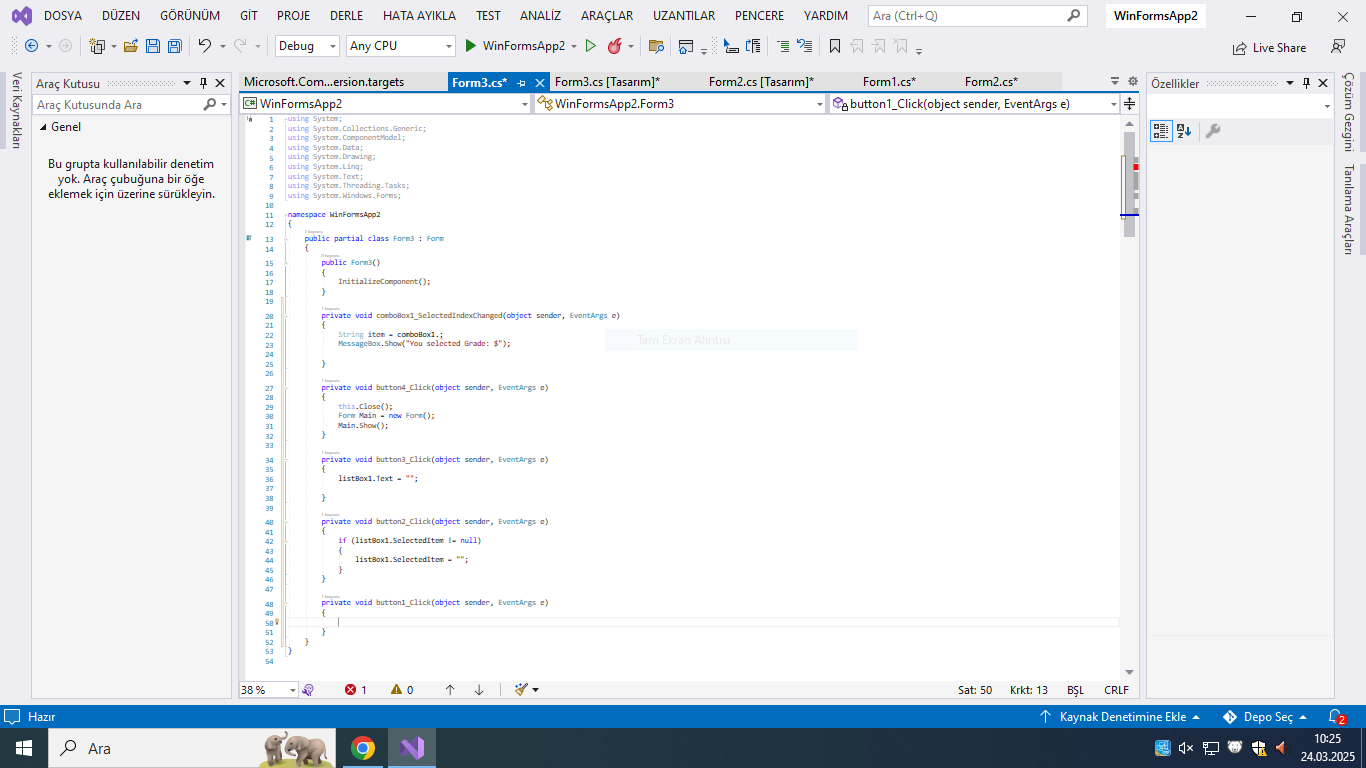 DOSYA DÜZEN GÖRÜNÜM GİT PROJE DERLE HATA AYIKLA TEST ANALİZ ARAÇLAR UZANTILAR PENCERE YARDIM Ara (Ctrl+Q) WinFormsApp2
Debug Any CPU WinFormsApp2 Live Share
Veri Kaynakları
Araç Kutusu
Araç Kutusunda Ara
Genel
Bu grupta kullanılabilir denetim
yok. Araç çubuğuna bir öğe
eklemek için üzerine sürükleyin.
Microsoft.Com...ersion.targets Form3.cs* Form3.cs [Tasarım]* Form2.cs [Tasarım]* Form1.cs* Form2.cs*
WinFormsApp2 WinFormsApp2.Form3 button1_Click(object sender, EventArgs e)
1 using System;
2 using System.Collections.Generic;
3 using System.ComponentModel;
4 using System.Data;
5 using System.Drawing;
6 using System.Linq;
7 using System.Text;
8 using System.Threading.Tasks;
9 using System.Windows.Forms;
10
11 namespace WinFormsApp2
12 {
13 public partial class Form3 : Form
14 {
15 public Form3()
16 {
17 InitializeComponent();
18 }
19
20 private void comboBox1_SelectedIndexChanged(object sender, EventArgs e)
21 {
22 String item = comboBox1.;
23 MessageBox.Show("You selected Grade: $");
24
25 }
26
27 private void button4_Click(object sender, EventArgs e)
28 {
29 this.Close();
30 Form Main = new Form();
31 Main.Show();
32 }
33
34 private void button3_Click(object sender, EventArgs e)
35 {
36 listBox1.Text = "";
37
38 }
39
40 private void button2_Click(object sender, EventArgs e)
41 {
42 if (listBox1.SelectedItem != null)
43 {
44 listBox1.SelectedItem = "";
45 }
46 }
47
48 private void button1_Click(object sender, EventArgs e)
49 {
50
51 }
52 }
53 }
54
Tam Ekran Alıntısı
38 % 1 0 Sat: 50 Krkt: 13 BŞL CRLF
Özellikler
Çözüm Gezgini
Tanılama Araçları
Hazır Kaynak Denetimine Ekle Depo Seç 2
Ara 10:25
24.03.2025